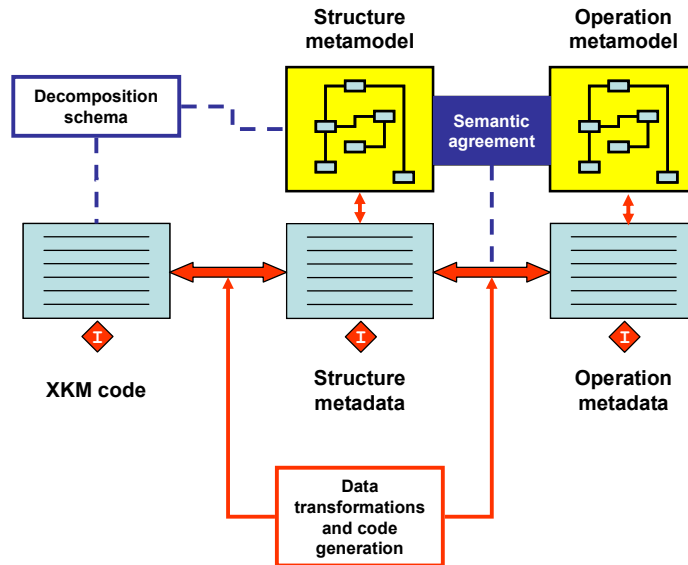 Structure
metamodel
Operation
metamodel
Decomposition
schema
Semantic
agreement
I
I
I
XKM code
Structure
metadata
Operation
metadata
Data
transformations
and code
generation